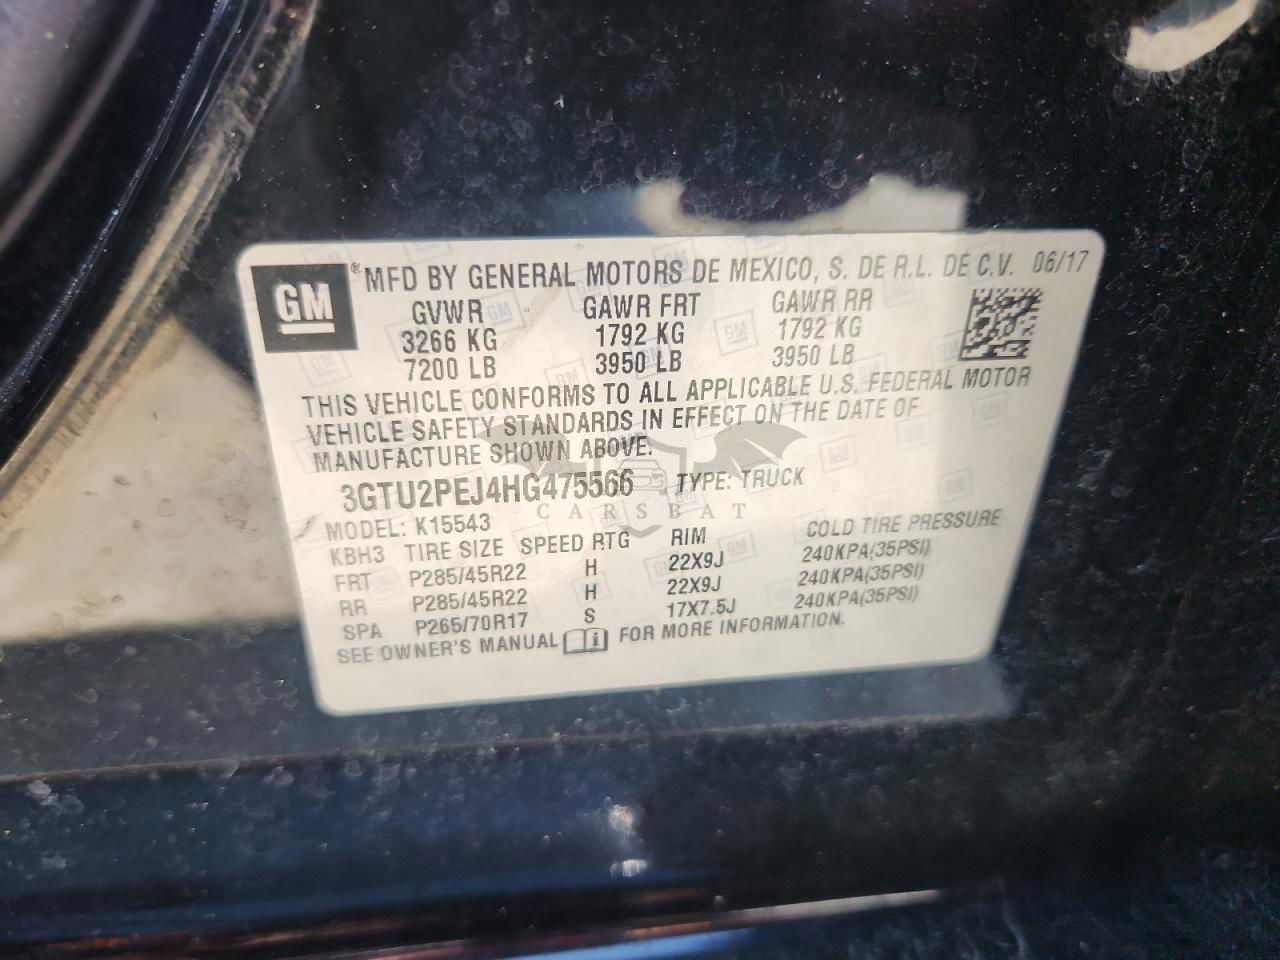 GM
® MFD BY GENERAL MOTORS DE MEXICO, S. DE R.L. DE C.V. 06/17
GVWR GAWR FRT GAWR RR
3266 KG 1792 KG 1792 KG
7200 LB 3950 LB 3950 LB
THIS VEHICLE CONFORMS TO ALL APPLICABLE U.S. FEDERAL MOTOR
VEHICLE SAFETY STANDARDS IN EFFECT ON THE DATE OF
MANUFACTURE SHOWN ABOVE.
3GTU2PEJ4HG475566 TYPE: TRUCK
CARSBAT
MODEL: K15543
KBH3 TIRE SIZE SPEED RTG RIM COLD TIRE PRESSURE
FRT P285/45R22 H 22X9J 240KPA(35PSI)
RR P285/45R22 H 22X9J 240KPA(35PSI)
SPA P265/70R17 S 17X7.5J 240KPA(35PSI)
SEE OWNER'S MANUAL FOR MORE INFORMATION.